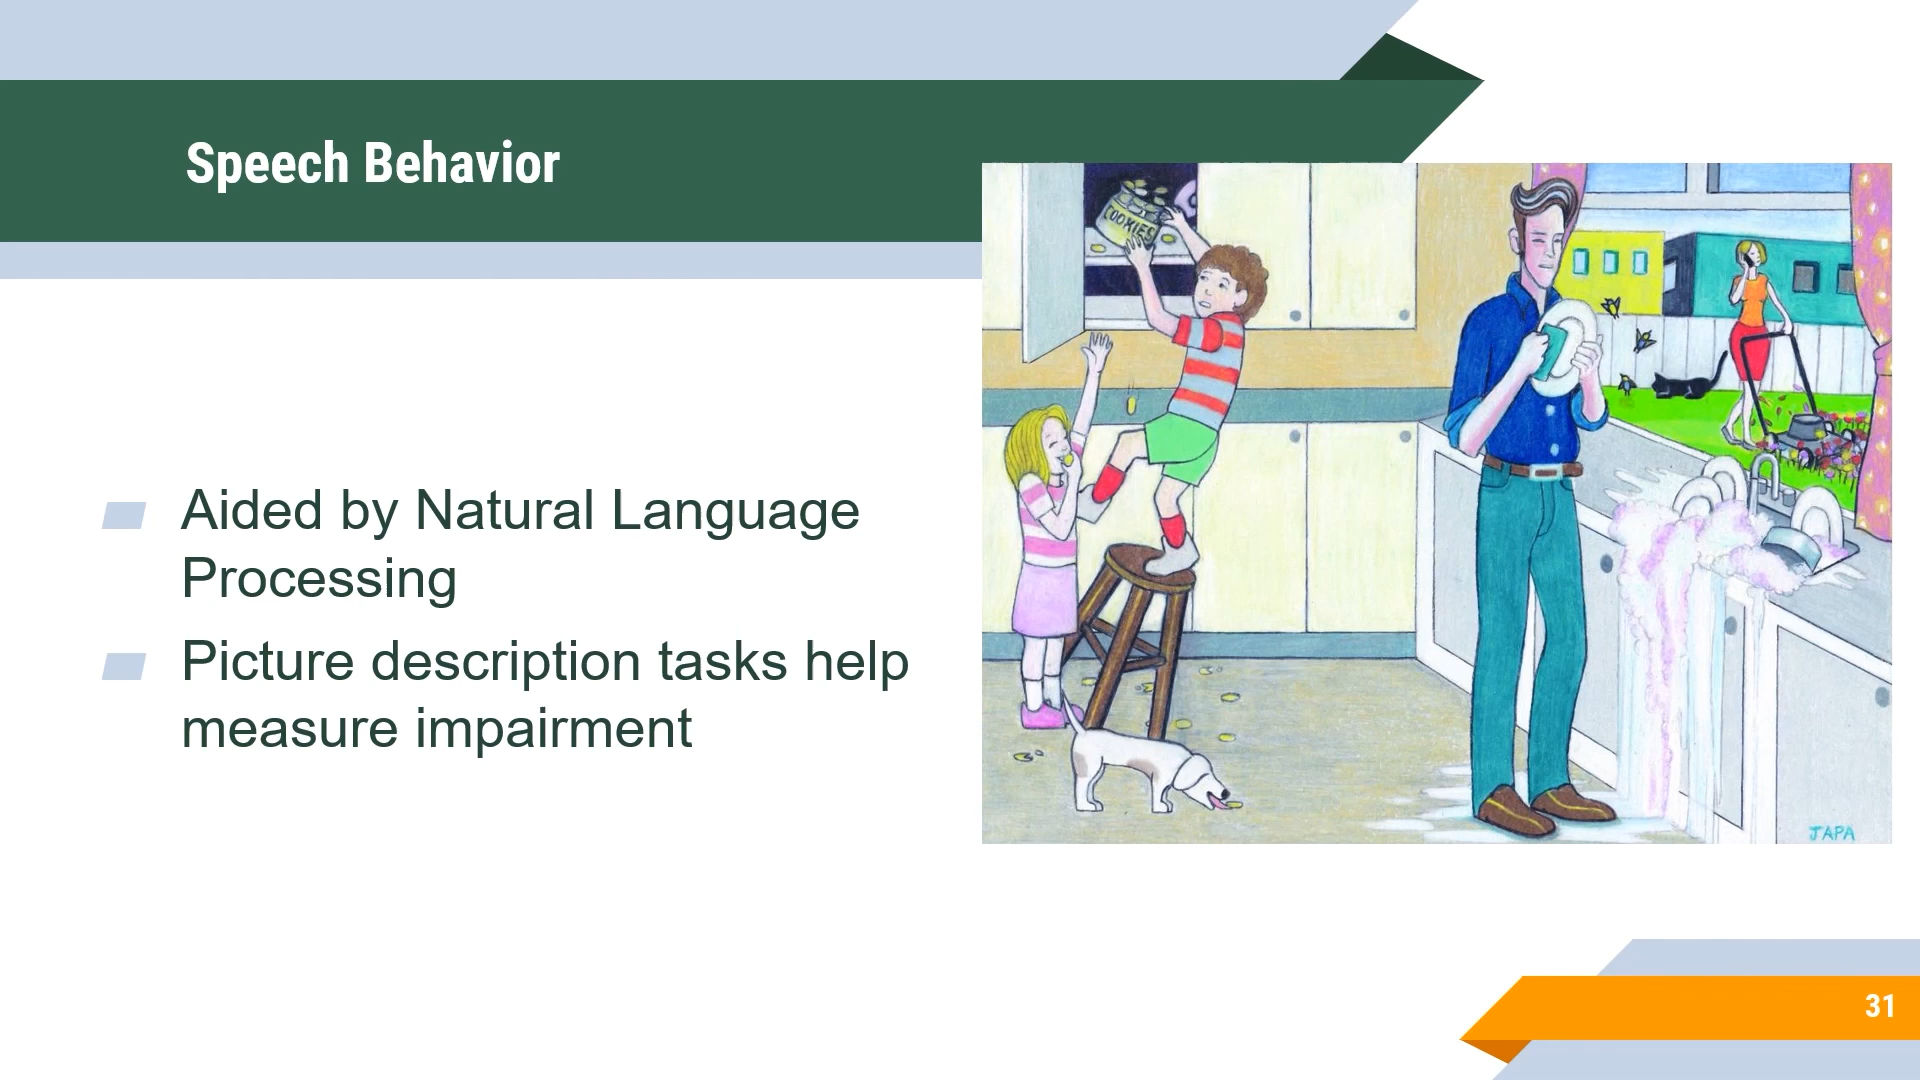 Speech Behavior
COOKIES
Aided by Natural Language
Processing
Picture description tasks help
measure impairment
JAPA
31